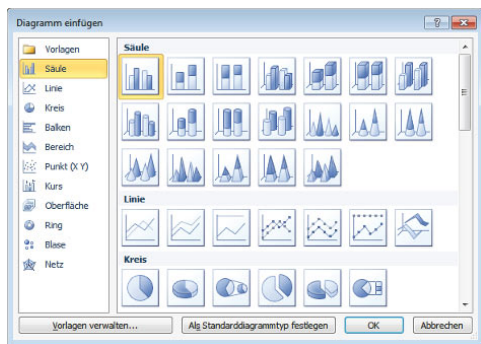 Diagramm einfügen
Vorlagen
Säule
Linie
Kreis
Balken
Bereich
Punkt (X Y)
Kurs
Oberfläche
Ring
Blase
Netz
Säule
Linie
Kreis
Vorlagen verwalten...
Als Standarddiagrammtyp festlegen
OK
Abbrechen